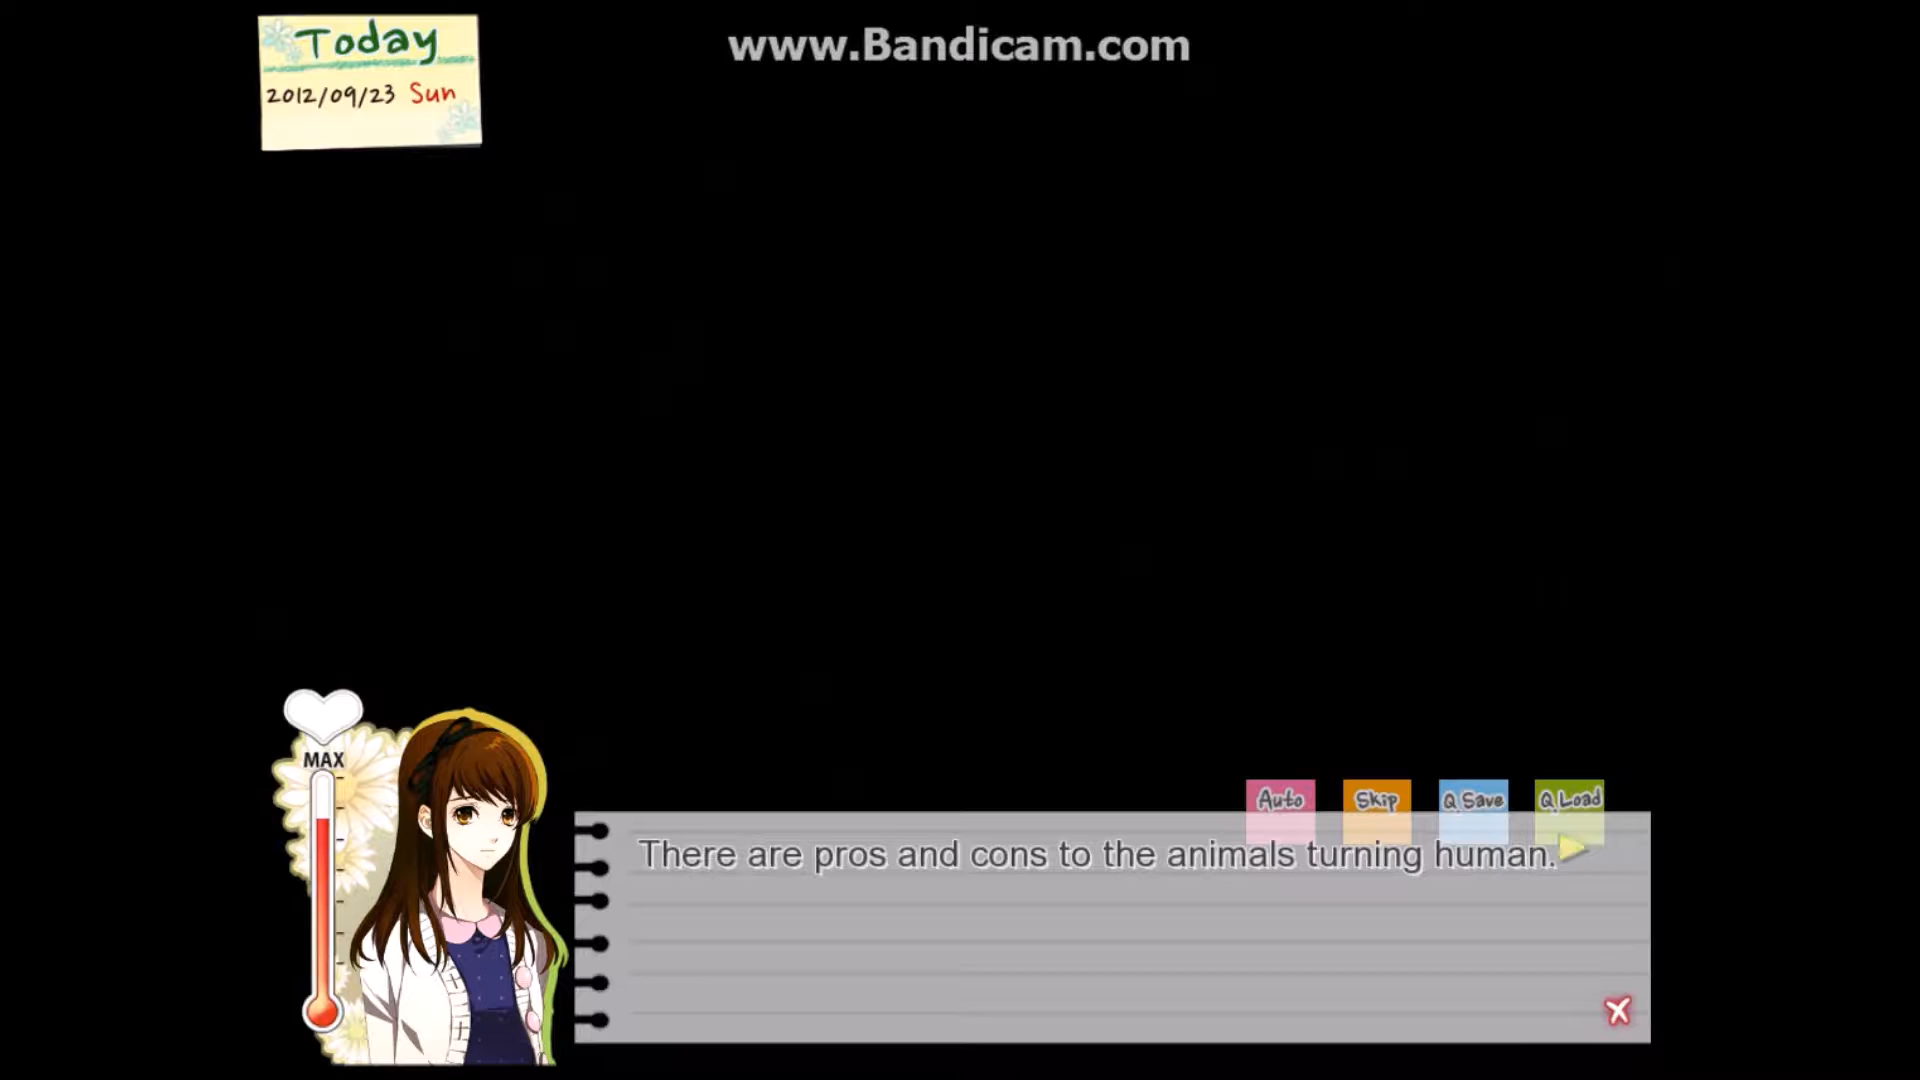 Today
www.Bandicam.com
2012/09/23 Sun
MAX
Auto
Skip
Q.Save
Q.Load
There are pros and cons to the animals turning human.